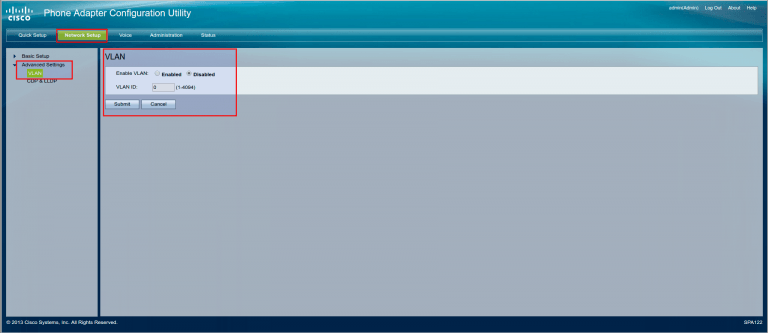 CISCO Phone Adapter Configuration Utility admin(Admin) Log Out About Help
Quick Setup Network Setup Voice Administration Status
Basic Setup
Advanced Settings
VLAN
CDP & LLDP
VLAN
Enable VLAN: Enabled Disabled
VLAN ID: 0 (1-4094)
Submit Cancel
© 2013 Cisco Systems, Inc. All Rights Reserved. SPA122